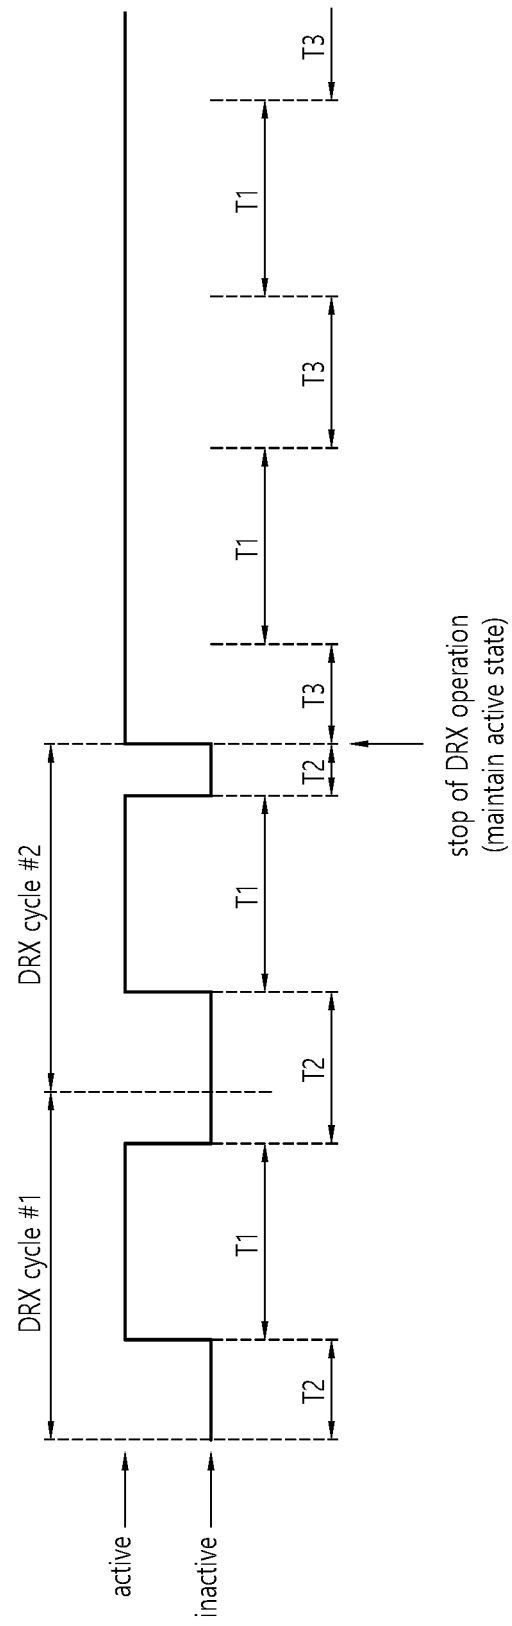 DRX cycle #1
DRX cycle #2
active
inactive
T1
T1
T1
T1
T2
T2
T2
T3
T3
T3
stop of DRX operation
(maintain active state)